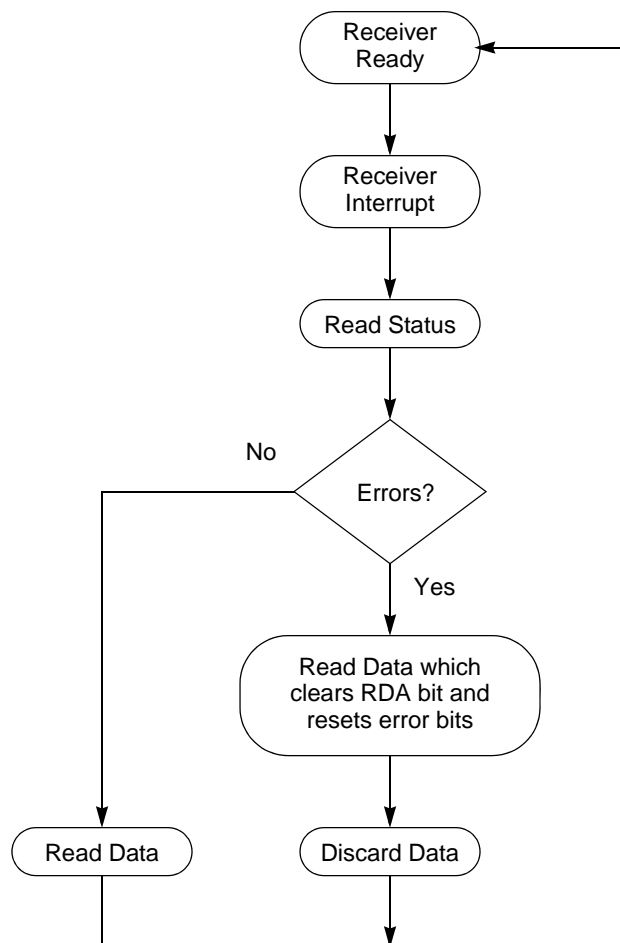 Receiver
Ready
Receiver
Interrupt
Read Status
No
Errors?
Yes
Read Data which
clears RDA bit and
resets error bits
Read Data
Discard Data